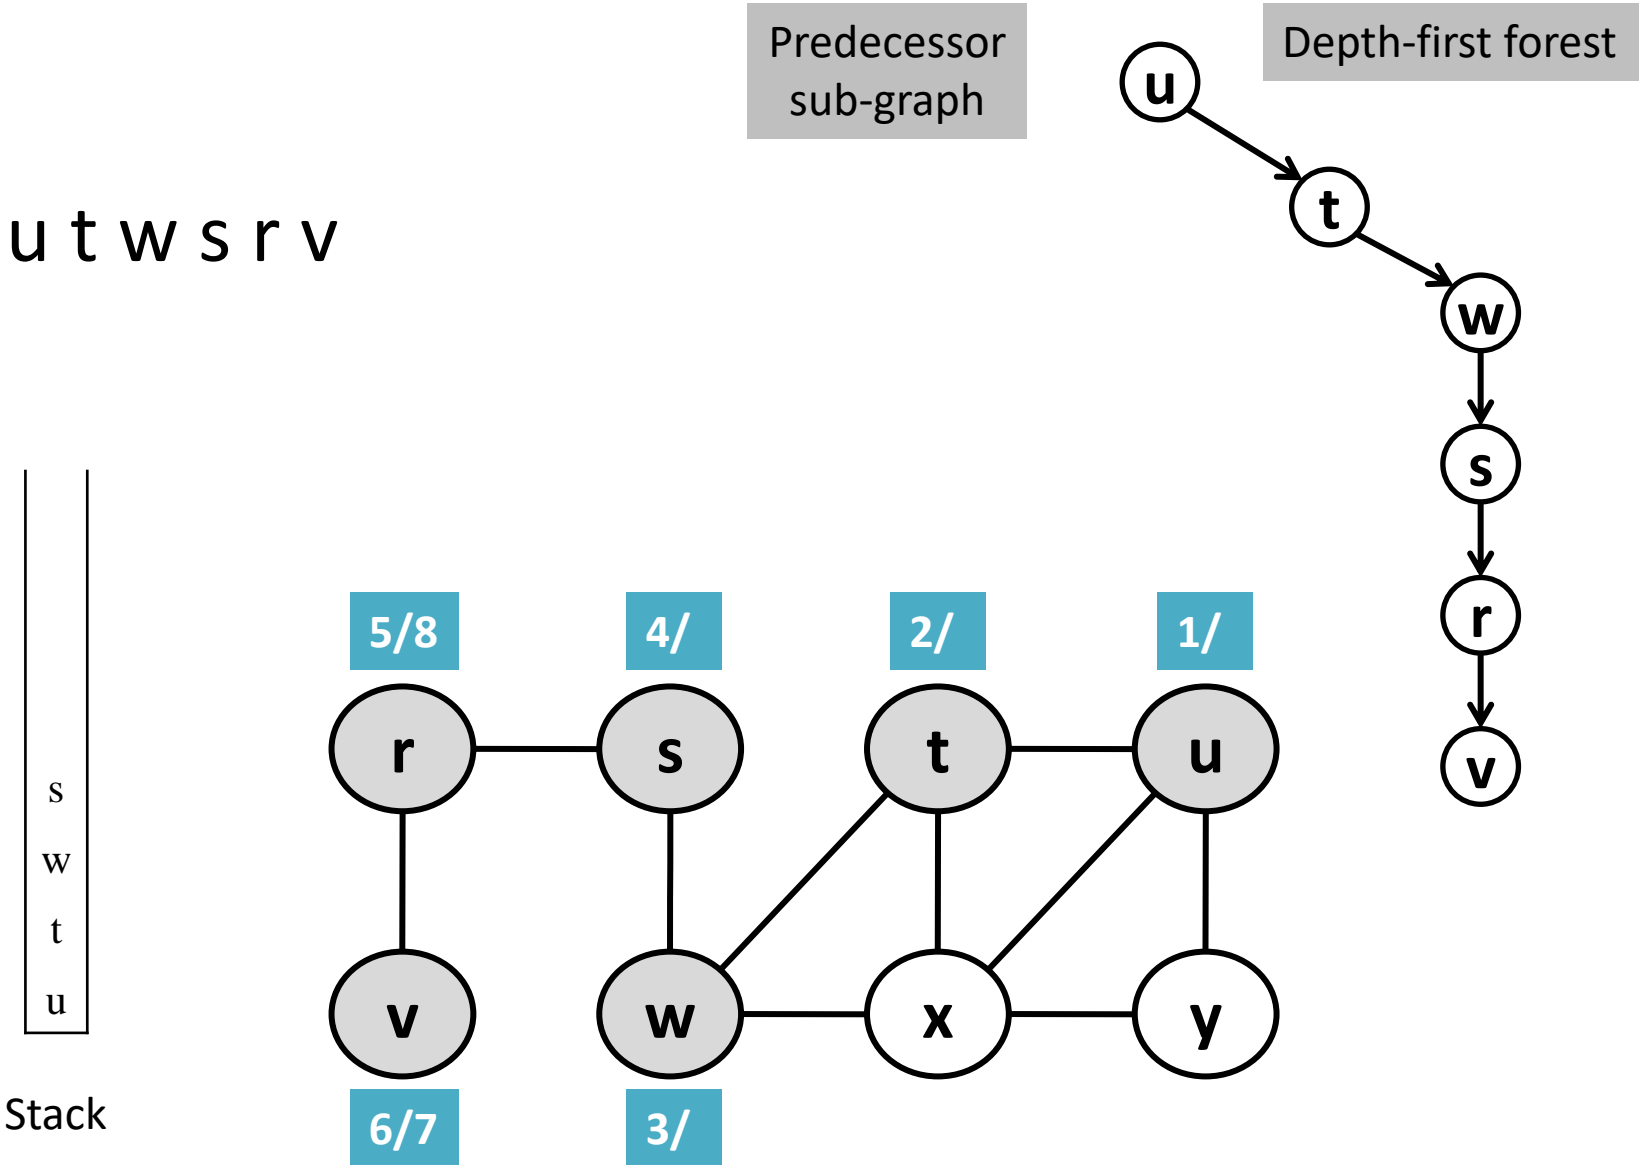 Predecessor
sub-graph
Depth-first forest
u
t
u t w s r v
w
s
r
v
5/8
4/
2/
1/
r
s
t
u
s
w
t
u
v
w
x
y
Stack
6/7
3/